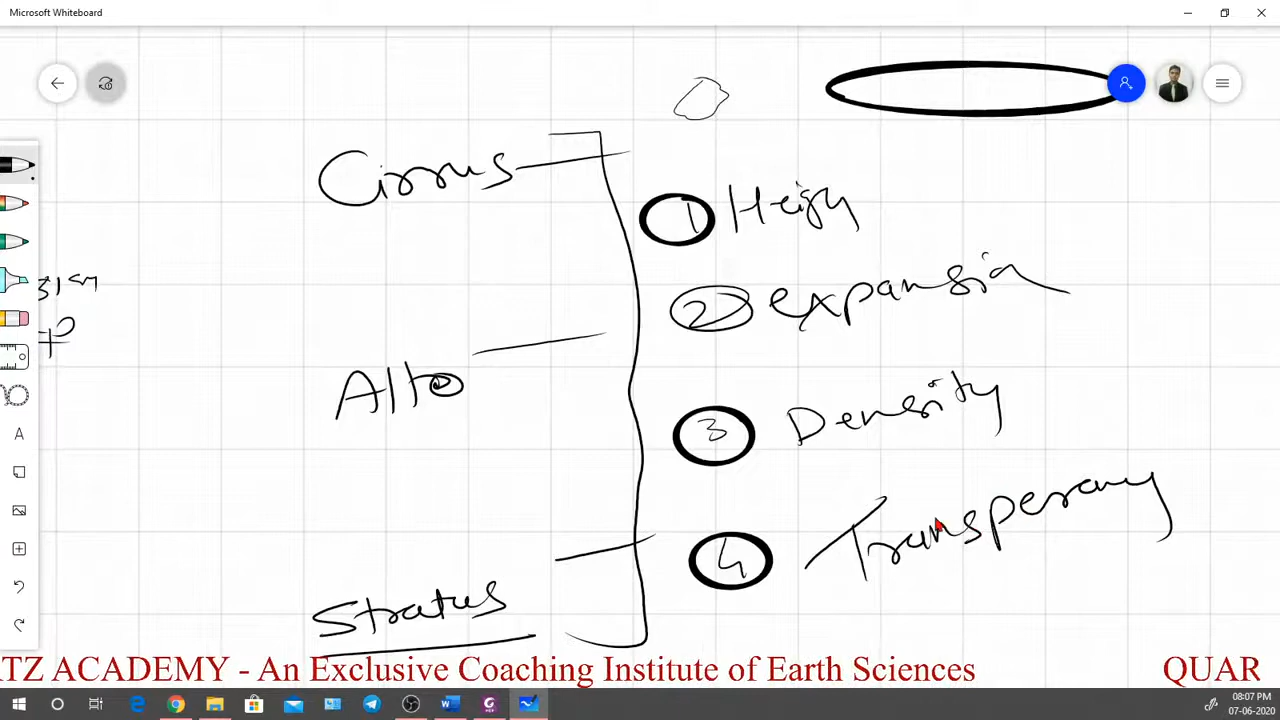 Microsoft Whiteboard
Cirrus
1 Heigh
2 expansion
Alto
3 Density
4 Transperancy
Stratus
TZ ACADEMY - An Exclusive Coaching Institute of Earth Sciences QUAR
08:07 PM
07-06-2020